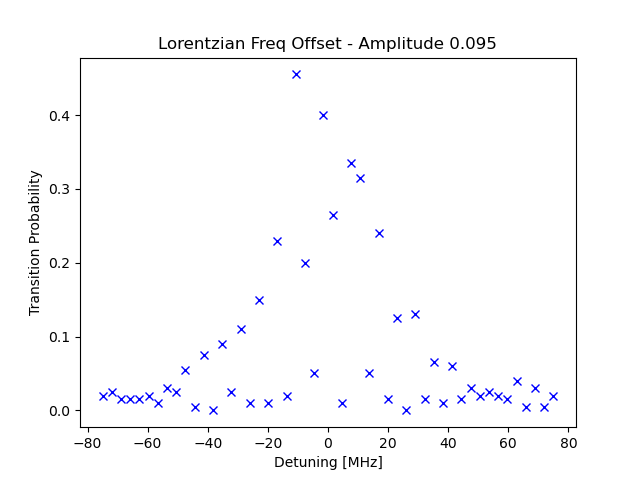 Lorentzian Freq Offset - Amplitude 0.095
Transition Probability
0.4
0.3
0.2
0.1
0.0
−80 −60 −40 −20 0 20 40 60 80
Detuning [MHz]